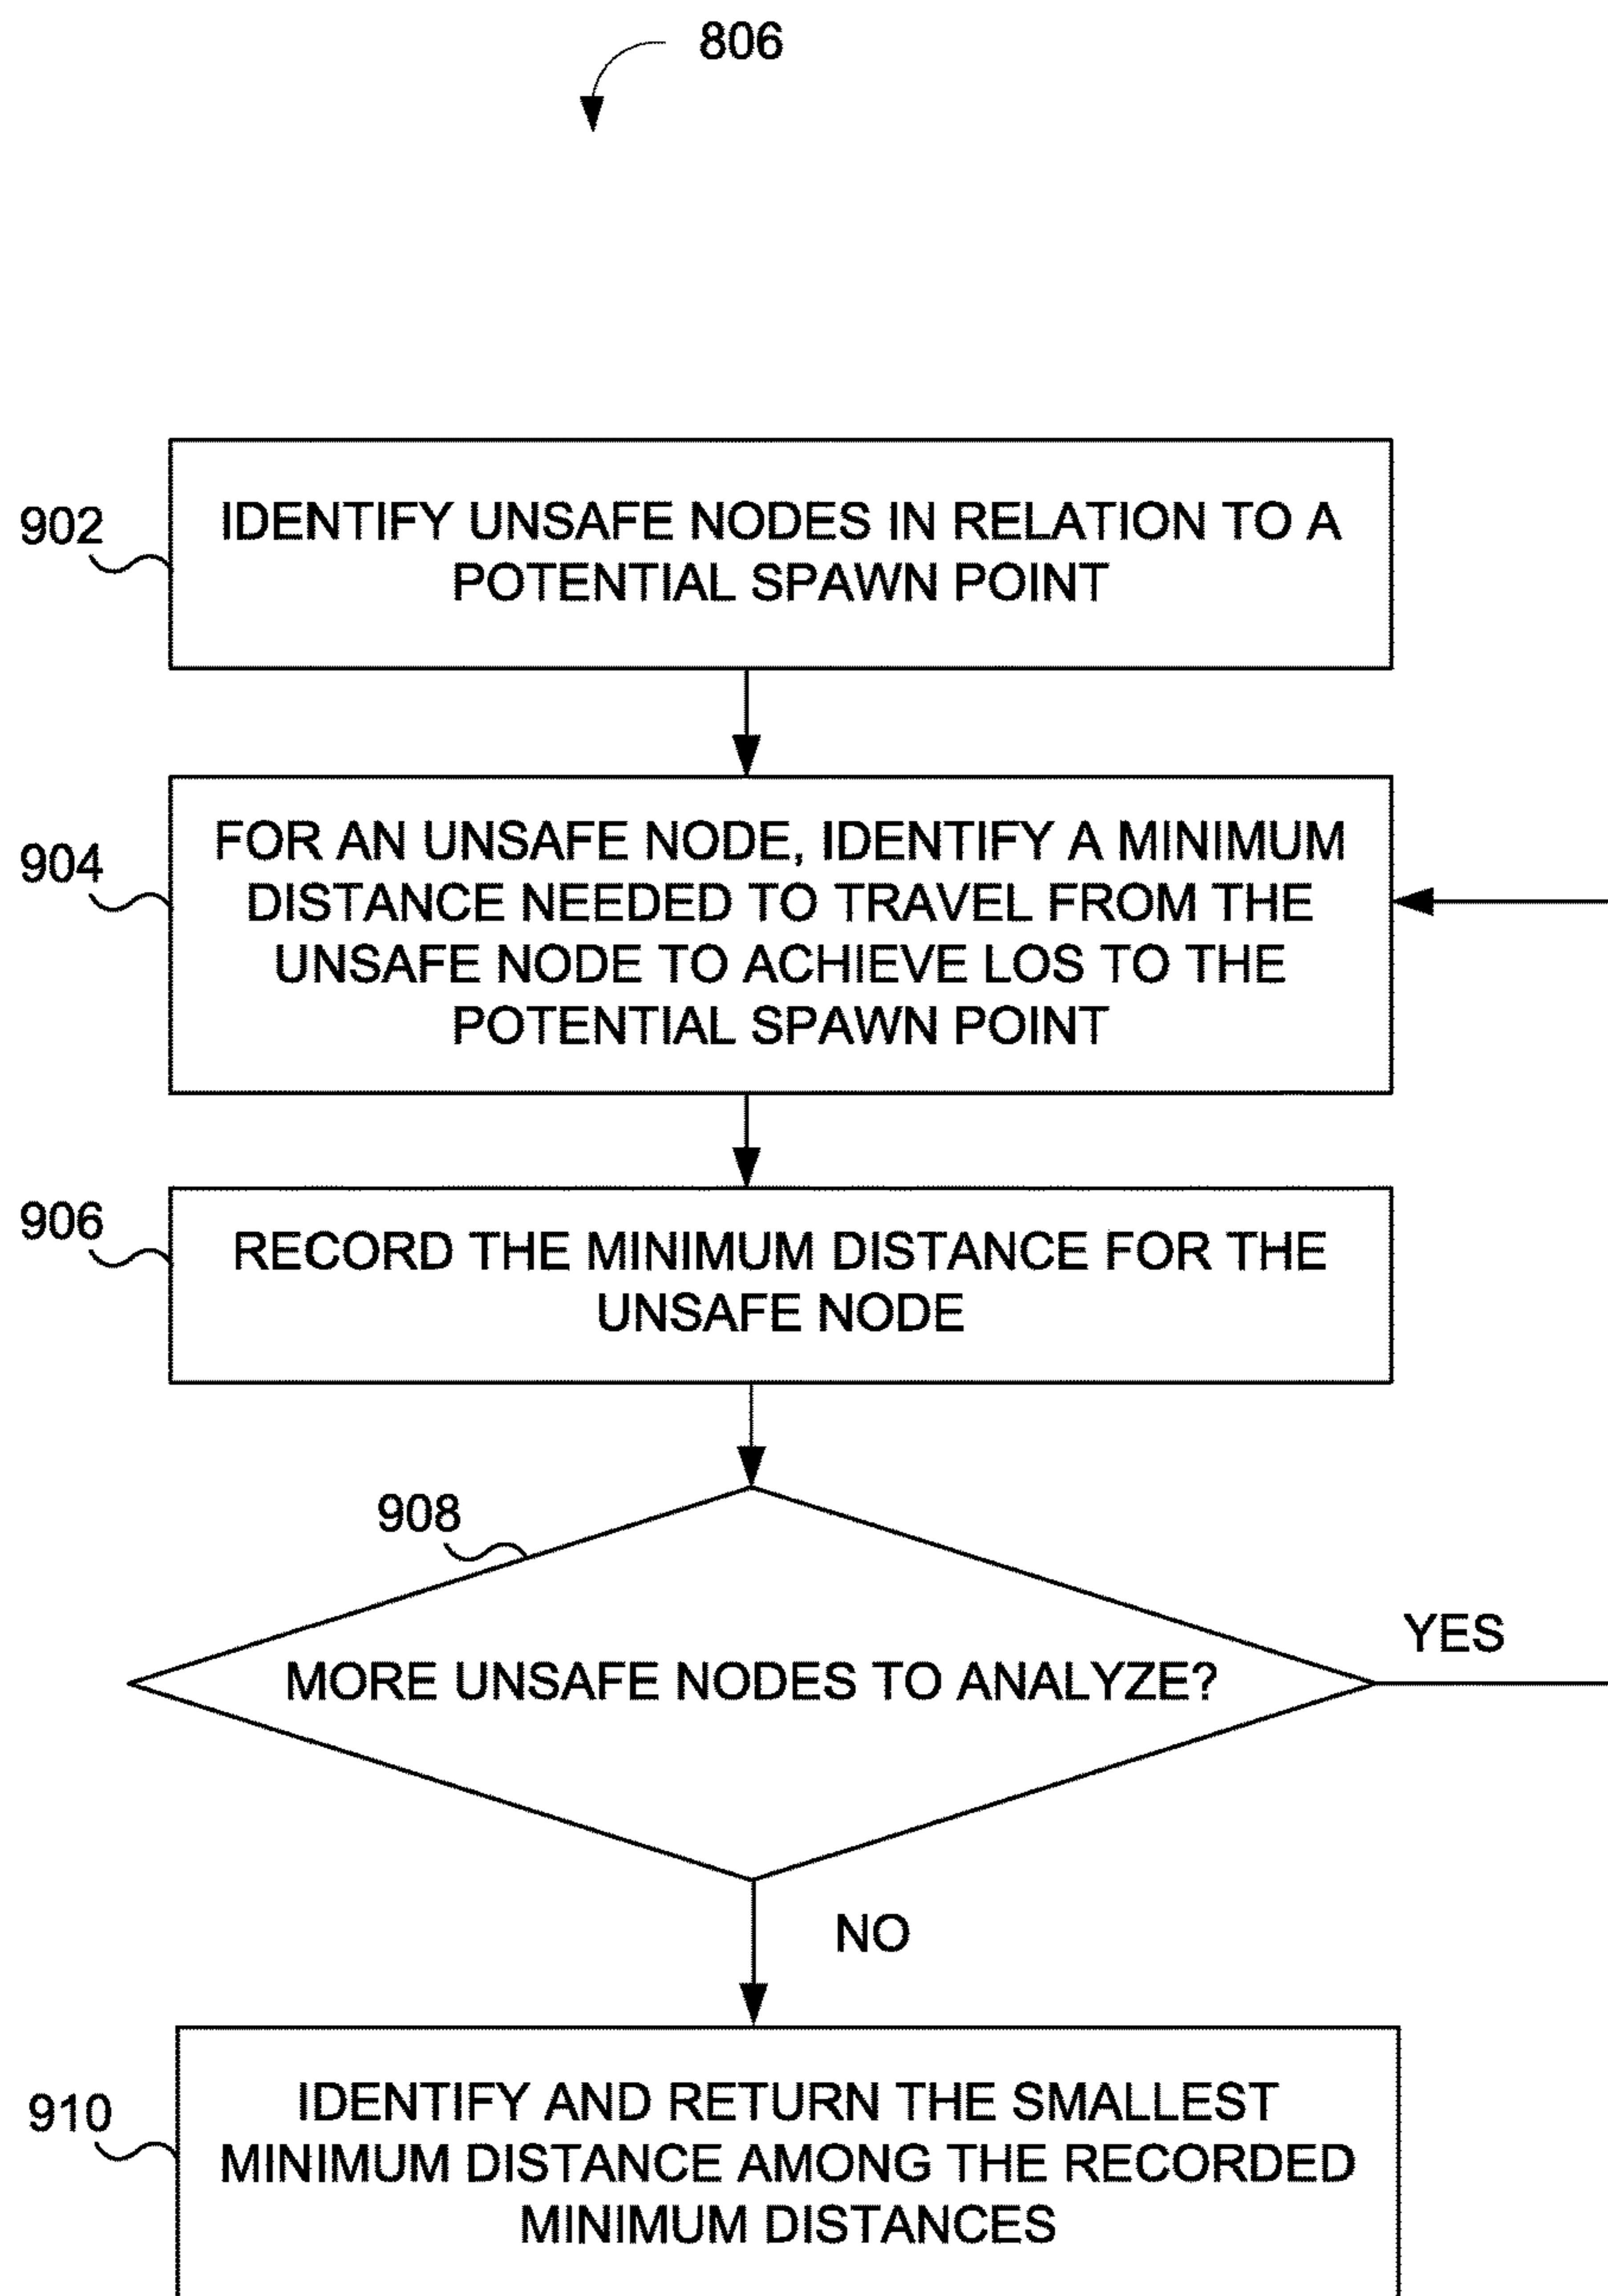 806
902
IDENTIFY UNSAFE NODES IN RELATION TO A
POTENTIAL SPAWN POINT
904
FOR AN UNSAFE NODE, IDENTIFY A MINIMUM
DISTANCE NEEDED TO TRAVEL FROM THE
UNSAFE NODE TO ACHIEVE LOS TO THE
POTENTIAL SPAWN POINT
906
RECORD THE MINIMUM DISTANCE FOR THE
UNSAFE NODE
908
MORE UNSAFE NODES TO ANALYZE?
YES
NO
910
IDENTIFY AND RETURN THE SMALLEST
MINIMUM DISTANCE AMONG THE RECORDED
MINIMUM DISTANCES